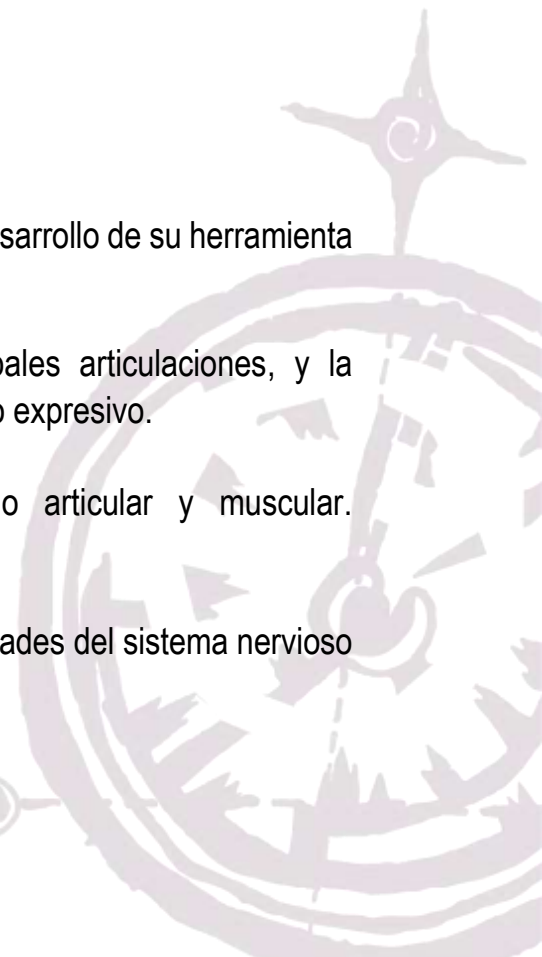 sarrollo de su herramienta
pales articulaciones, y la
o expresivo.
o articular y muscular.
ades del sistema nervioso